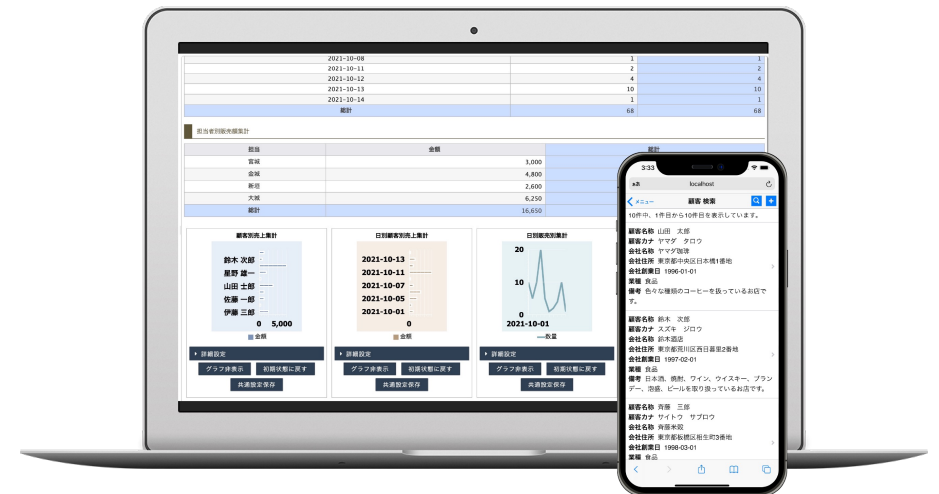 2021-10-08 1 1
2021-10-11 2 2
2021-10-12 4 4
2021-10-13 10 10
2021-10-14 1 1
総計 68 68
担当者別販売額集計
担当 金額 総計
宮城 3,000
金城 4,800
新垣 2,600
大城 6,250
総計 16,650
顧客別売上集計
鈴木 次郎
星野 雄一
山田 士郎
佐藤 一郎
伊藤 三郎
0 5,000
金額
詳細設定
グラフ非表示 初期状態に戻す
共通設定保存
日別顧客別売上集計
2021-10-13
2021-10-11
2021-10-07
2021-10-05
2021-10-01
0
金額
詳細設定
グラフ非表示 初期状態に戻す
共通設定保存
日別販売別集計
20
10
0
2021-10-01
数量
詳細設定
グラフ非表示 初期状態に戻す
共通設定保存
3:33
ぁあ localhost
メニュー 顧客 検索
10件中、1件目から10件目を表示しています。
顧客名称 山田 太郎
顧客カナ ヤマダ タロウ
会社名称 ヤマダ珈琲
会社住所 東京都中央区日本橋1番地
会社創業日 1996-01-01
業種 食品
備考 色々な種類のコーヒーを扱っているお店で
す。
顧客名称 鈴木 次郎
顧客カナ スズキ ジロウ
会社名称 鈴木酒店
会社住所 東京都荒川区西日暮里2番地
会社創業日 1997-02-01
業種 食品
備考 日本酒、焼酎、ワイン、ウイスキー、ブラン
デー、泡盛、ビールを取り扱っているお店です。
顧客名称 斉藤 三郎
顧客カナ サイトウ サブロウ
会社名称 斉藤米穀
会社住所 東京都板橋区相生町3番地
会社創業日 1998-03-01
業種 食品